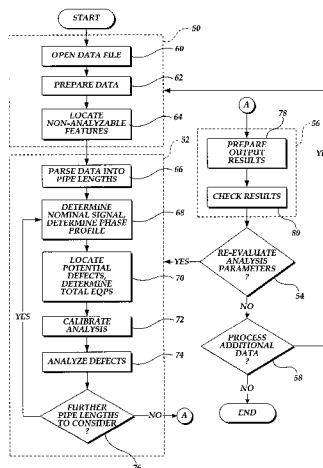 START
50
OPEN DATA FILE
60
PREPARE DATA
62
LOCATE
NON-ANALYZABLE
FEATURES
64
52
PARSE DATA INTO
PIPE LENGTHS
66
DETERMINE
NOMINAL SIGNAL,
DETERMINE PHASE
PROFILE
68
LOCATE
POTENTIAL
DEFECTS,
DETERMINE
TOTAL EQPS
70
CALIBRATE
ANALYSIS
72
ANALYZE DEFECTS
74
YES
FURTHER
PIPE LENGTHS
TO CONSIDER
?
76
NO
A
A
78
56
PREPARE
OUTPUT
RESULTS
CHECK RESULTS
80
YES
RE-EVALUATE
ANALYSIS
PARAMETERS
?
54
NO
PROCESS
ADDITIONAL
DATA
?
58
NO
END